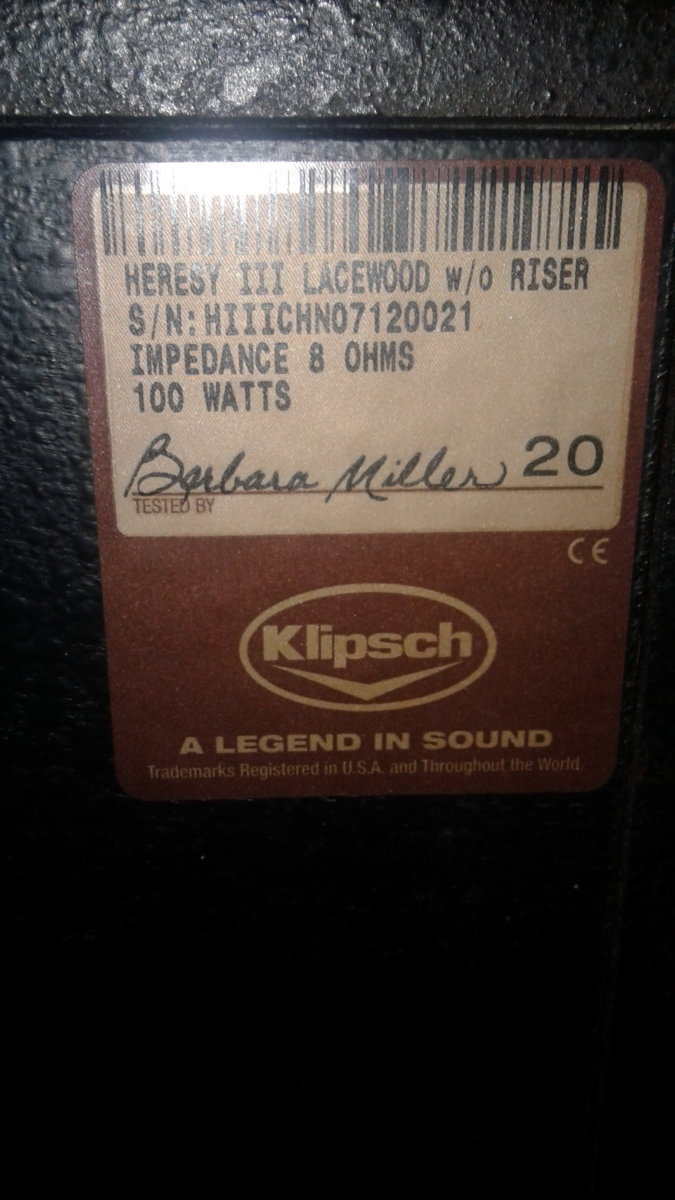 HERESY III LACEWOOD w/o RISER
S/N: HIIICHN07120021
IMPEDANCE 8 OHMS
100 WATTS
Barbara Miller 20
TESTED BY
CE
Klipsch
A LEGEND IN SOUND
Trademarks Registered in U.S.A. and Throughout the World.